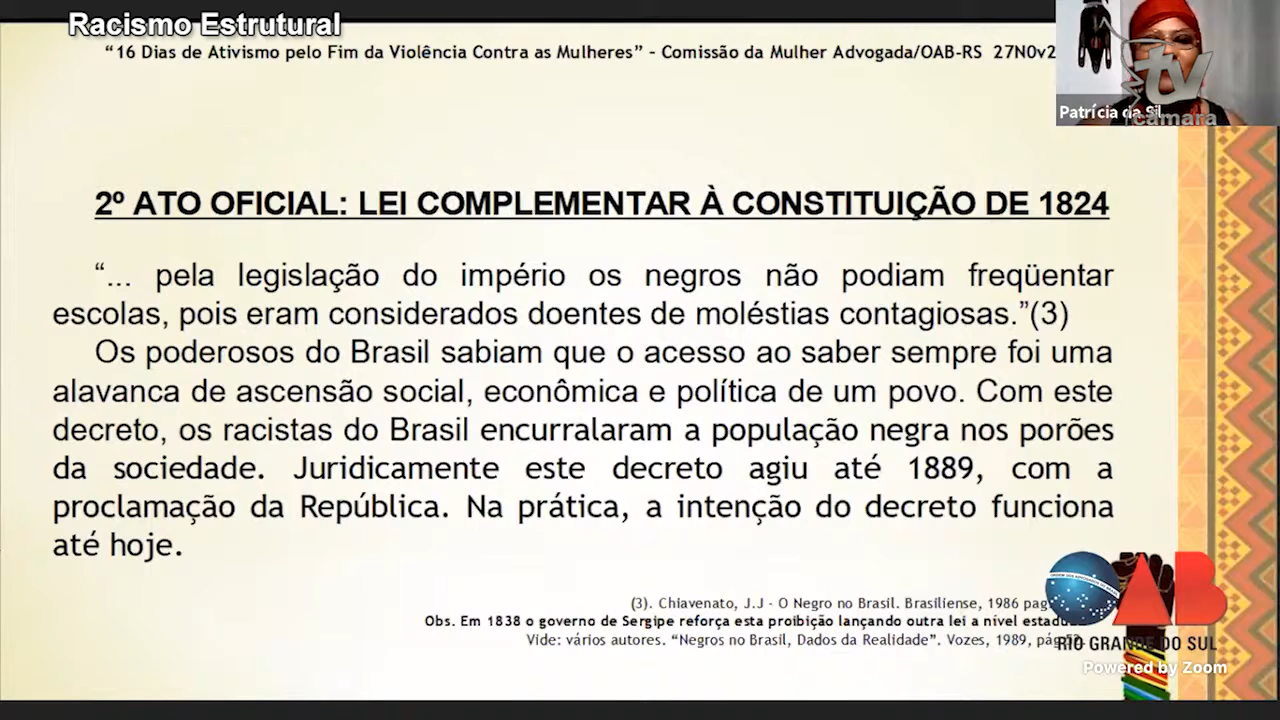 Racismo Estrutural
“16 Dias de Ativismo pelo Fim da Violência Contra as Mulheres” – Comissão da Mulher Advogada/OAB-RS 27N0v2
Patrícia da Sil
tv
câmara
2º ATO OFICIAL: LEI COMPLEMENTAR À CONSTITUIÇÃO DE 1824
“... pela legislação do império os negros não podiam freqüentar
escolas, pois eram considerados doentes de moléstias contagiosas.”(3)
Os poderosos do Brasil sabiam que o acesso ao saber sempre foi uma
alavanca de ascensão social, econômica e política de um povo. Com este
decreto, os racistas do Brasil encurralaram a população negra nos porões
da sociedade. Juridicamente este decreto agiu até 1889, com a
proclamação da República. Na prática, a intenção do decreto funciona
até hoje.
(3). Chiavenato, J.J - O Negro no Brasil. Brasiliense, 1986 pag
Obs. Em 1838 o governo de Sergipe reforça esta proibição lançando outra lei a nível
Vide: vários autores. “Negros no Brasil, Dados da Realidade”. Vozes, 1989,
OAB
RIO GRANDE DO SUL
Powered by Zoom